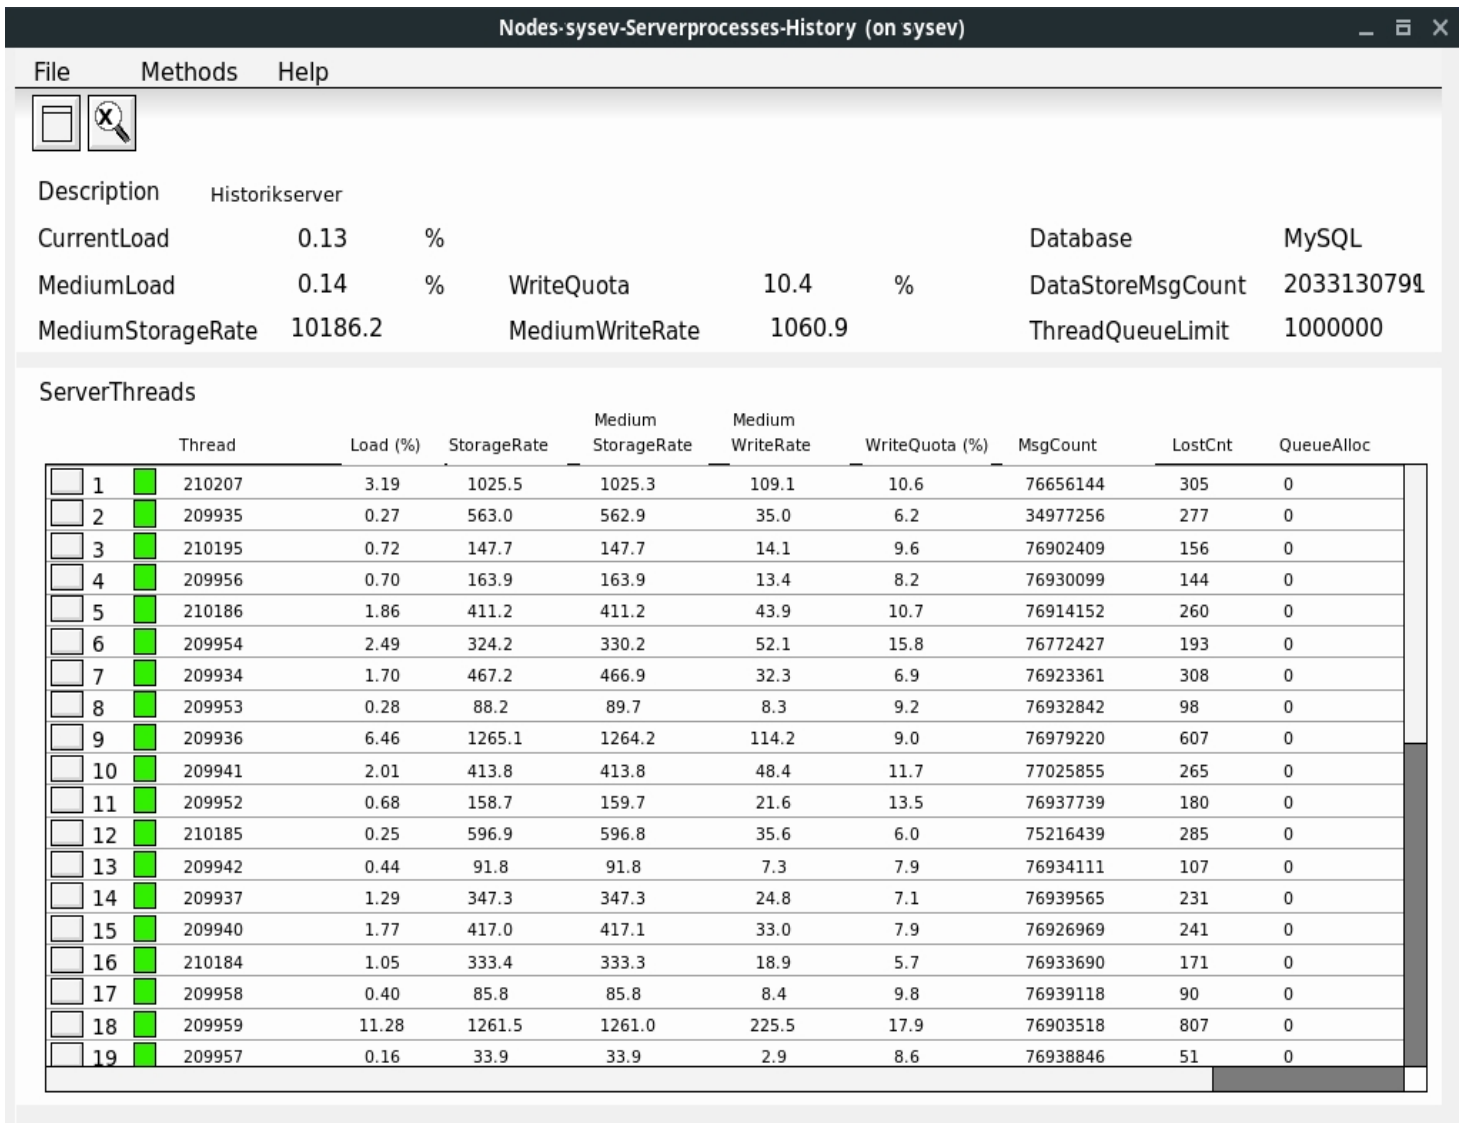 Nodes-sysev-Serverprocesses-History (on sysev)
File Methods Help
Description Historikserver
CurrentLoad 0.13 % Database MySQL
MediumLoad 0.14 % WriteQuota 10.4 % DataStoreMsgCount
MediumStorageRate 10186.2 MediumWriteRate 1060.9 ThreadQueueLimit 1000000
ServerThreads
Medium Medium
Thread Load (%) StorageRate StorageRate WriteRate WriteQuota (%) MsgCount LostCnt QueueAlloc
1 210207 3.19 1025.5 1025.3 109.1 10.6 76656144 305 0
2 209935 0.27 563.0 562.9 35.0 6.2 34977256 277 0
3 210195 0.72 147.7 147.7 14.1 9.6 76902409 156 0
4 209956 0.70 163.9 163.9 13.4 8.2 76930099 144 0
5 210186 1.86 411.2 411.2 43.9 10.7 76914152 260 0
6 209954 2.49 324.2 330.2 52.1 15.8 76772427 193 0
7 209934 1.70 467.2 466.9 32.3 6.9 76923361 308 0
8 209953 0.28 88.2 89.7 8.3 9.2 76932842 98 0
9 209936 6.46 1265.1 1264.2 114.2 9.0 76979220 607 0
10 209941 2.01 413.8 413.8 48.4 11.7 77025855 265 0
11 209952 0.68 158.7 159.7 21.6 13.5 76937739 180 0
12 210185 0.25 596.9 596.8 35.6 6.0 75216439 285 0
13 209942 0.44 91.8 91.8 7.3 7.9 76934111 107 0
14 209937 1.29 347.3 347.3 24.8 7.1 76939565 231 0
15 209940 1.77 417.0 417.1 33.0 7.9 76926969 241 0
16 210184 1.05 333.4 333.3 18.9 5.7 76933690 171 0
17 209958 0.40 85.8 85.8 8.4 9.8 76939118 90 0
18 209959 11.28 1261.5 1261.0 225.5 17.9 76903518 807 0
19 209957 0.16 33.9 33.9 2.9 8.6 76938846 51 0